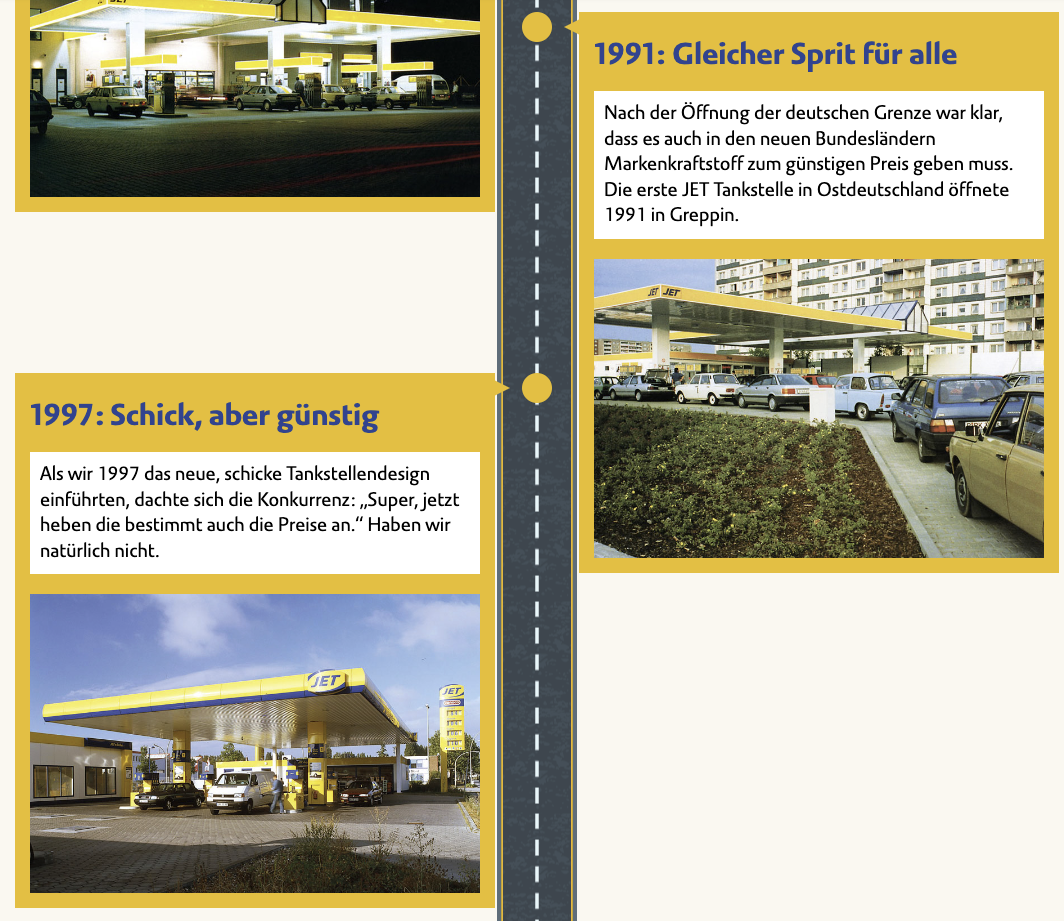 JET
1991: Gleicher Sprit für alle
Nach der Öffnung der deutschen Grenze war klar,
dass es auch in den neuen Bundesländern
Markenkraftstoff zum günstigen Preis geben muss.
Die erste JET Tankstelle in Ostdeutschland öffnete
1991 in Greppin.
JET JET
1997: Schick, aber günstig
Als wir 1997 das neue, schicke Tankstellendesign
einführten, dachte sich die Konkurrenz: „Super, jetzt
heben die bestimmt auch die Preise an.“ Haben wir
natürlich nicht.
JET
JET